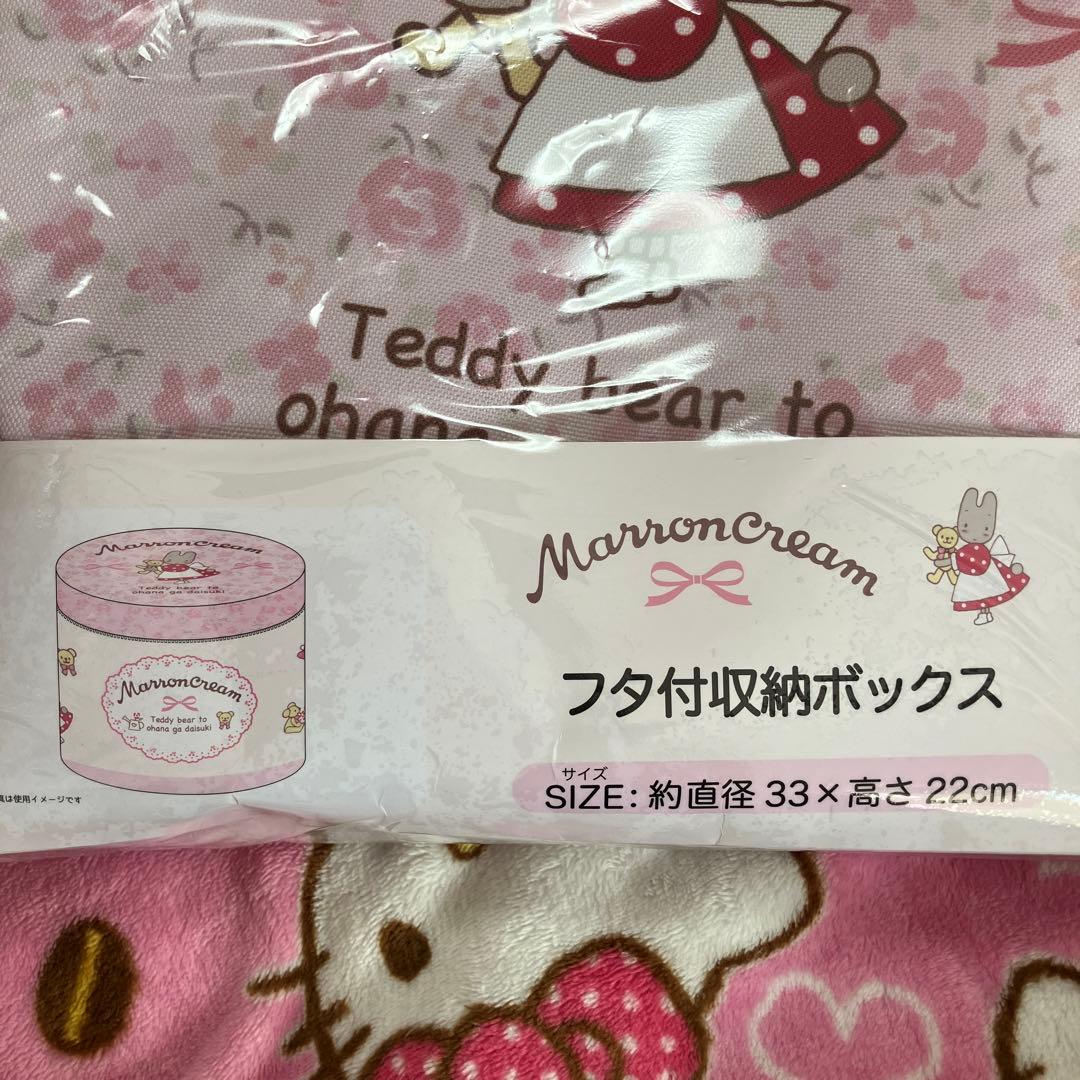 Teddy bear to
ohana
MarronCream
Teddy bear to
ohana ga daisuki
MarronCream
Teddy bear to
ohana ga daisuki
真は使用イメージです
MarronCream
フタ付収納ボックス
サイズ
SIZE: 約直径 33×高さ 22cm